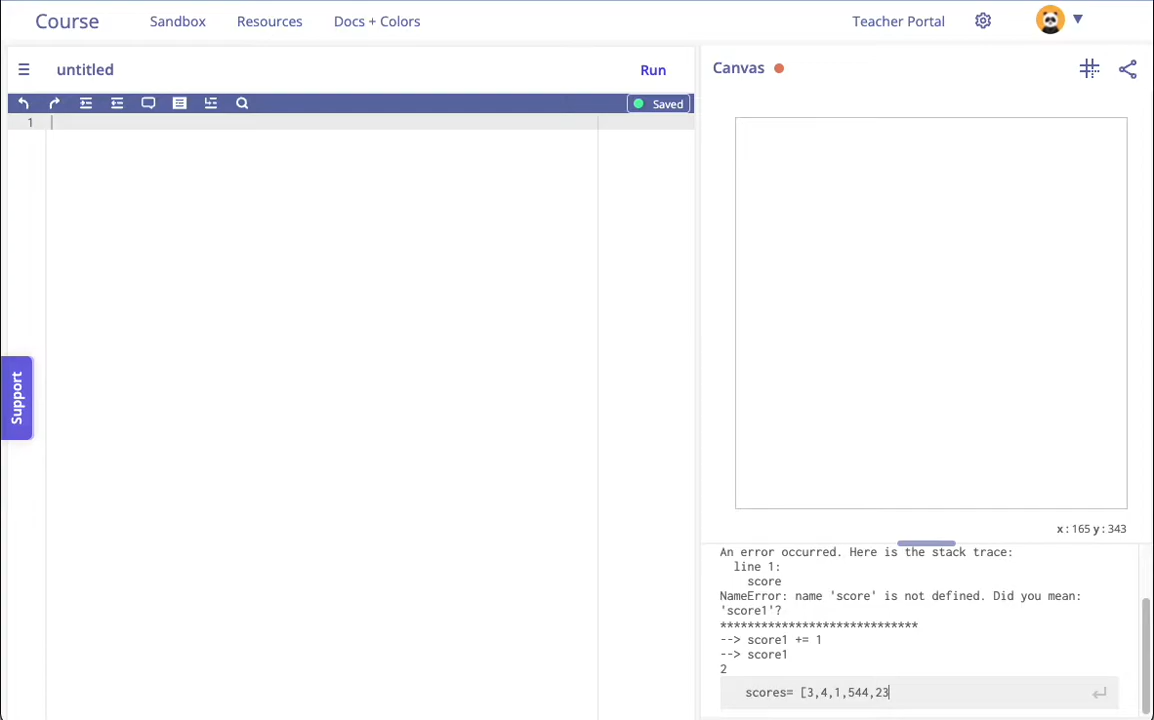 Course Sandbox Resources Docs + Colors Teacher Portal
untitled Run
Saved
1
Support
Canvas
x : 165 y : 343
An error occurred. Here is the stack trace:
line 1:
score
NameError: name 'score' is not defined. Did you mean:
'score1'?
*****************************
--> score1 += 1
--> score1
2
scores= [3,4,1,544,23